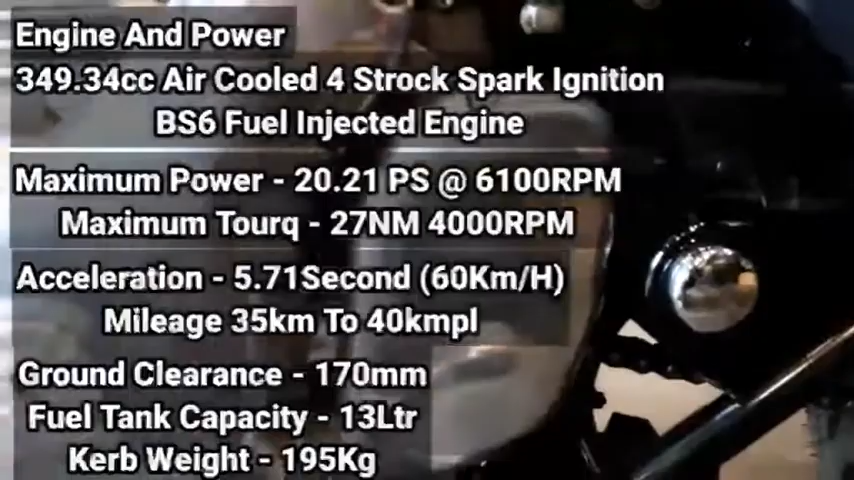 Engine And Power
349.34cc Air Cooled 4 Strock Spark Ignition
BS6 Fuel Injected Engine
Maximum Power - 20.21 PS @ 6100RPM
Maximum Tourq - 27NM 4000RPM
Acceleration - 5.71Second (60Km/H)
Mileage 35km To 40kmpl
Ground Clearance - 170mm
Fuel Tank Capacity - 13Ltr
Kerb Weight - 195Kg